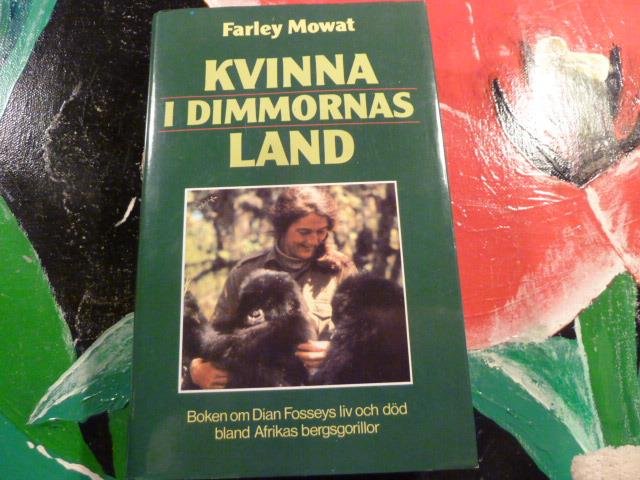 Farley Mowat
KVINNA
I DIMMORNAS
LAND
Boken om Dian Fosseys liv och död
bland Afrikas bergsgorillor